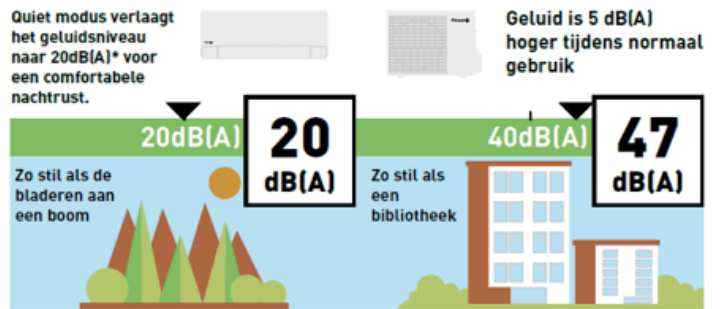 Quiet modus verlaagt
het geluidsniveau
naar 20dB(A)* voor
een comfortabele
nachtrust.
Geluid is 5 dB(A)
hoger tijdens normaal
gebruik
20dB(A)
20
dB(A)
Zo stil als de
bladeren aan
een boom
40dB(A)
47
dB(A)
Zo stil als
een
bibliotheek